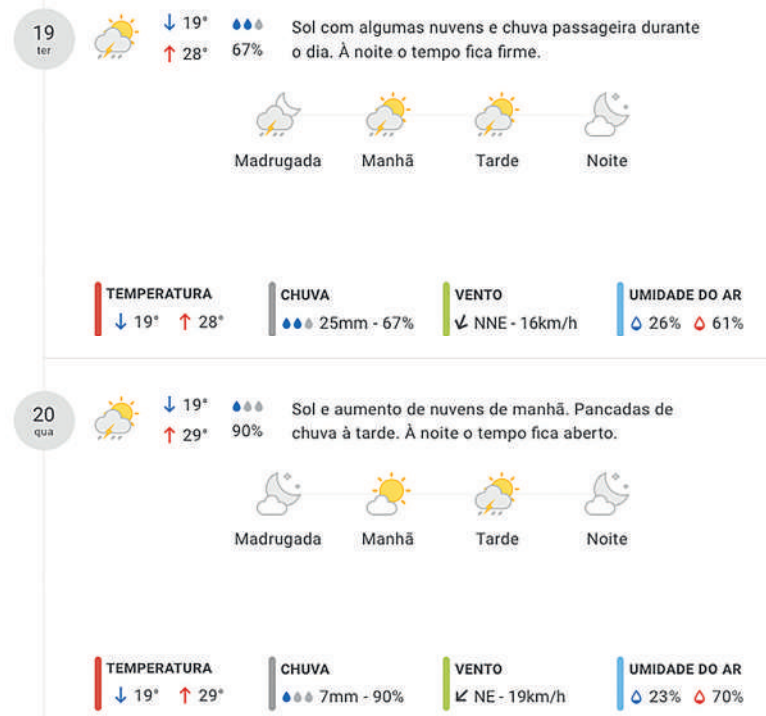 19
ter
19°
28°
67%
Sol com algumas nuvens e chuva passageira durante
o dia. À noite o tempo fica firme.
Madrugada Manhã Tarde Noite
TEMPERATURA CHUVA VENTO UMIDADE DO AR
19° 28° 25mm - 67% NNE - 16km/h 26% 61%
20
qua
19°
29°
90%
Sol e aumento de nuvens de manhã. Pancadas de
chuva à tarde. À noite o tempo fica aberto.
Madrugada Manhã Tarde Noite
TEMPERATURA CHUVA VENTO UMIDADE DO AR
19° 29° 7mm - 90% NE - 19km/h 23% 70%